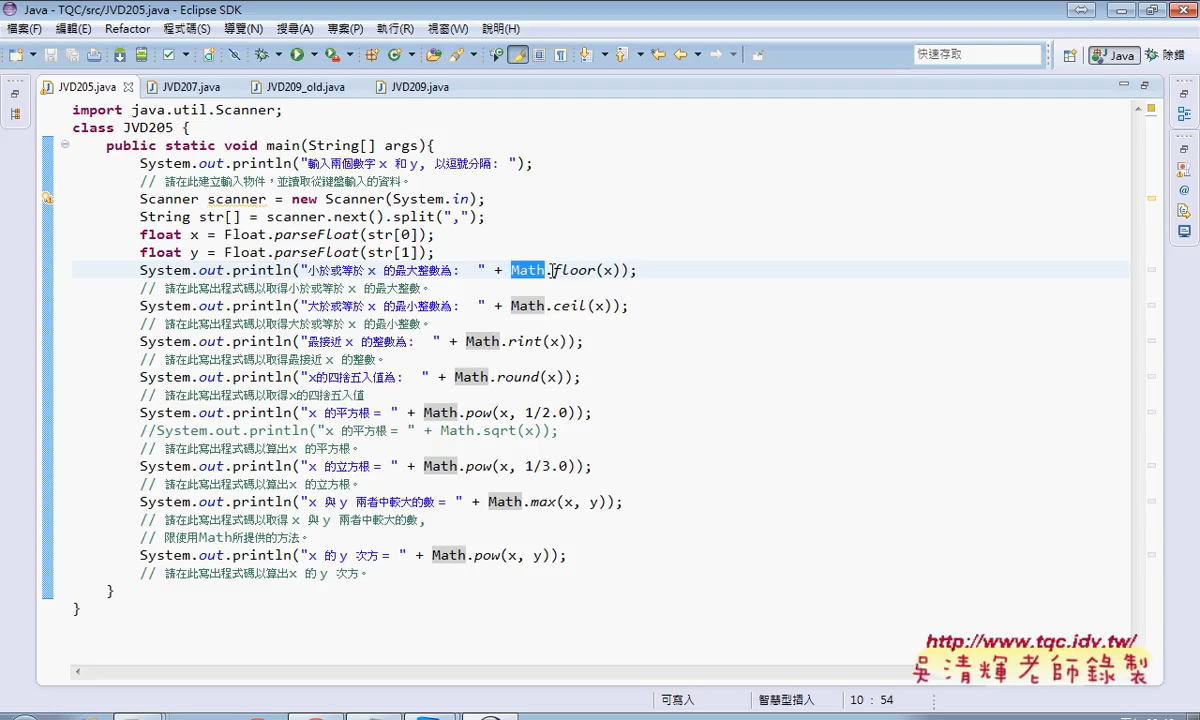 Java - TQC/src/JVD205.java - Eclipse SDK
檔案(F) 編輯(E) Refactor 程式碼(S) 導覽(N) 搜尋(A) 專案(P) 執行(R) 視窗(W) 說明(H)
快速存取 Java 除錯
JVD205.java JVD207.java JVD209_old.java JVD209.java
import java.util.Scanner;
class JVD205 {
public static void main(String[] args){
System.out.println("輸入兩個數字 x 和 y, 以逗號分隔: ");
// 請在此建立輸入物件，並讀取從鍵盤輸入的資料。
Scanner scanner = new Scanner(System.in);
String str[] = scanner.next().split(",");
float x = Float.parseFloat(str[0]);
float y = Float.parseFloat(str[1]);
System.out.println("小於或等於 x 的最大整數為:  " + Math.floor(x));
// 請在此寫出程式碼以取得小於或等於 x 的最大整數。
System.out.println("大於或等於 x 的最小整數為:  " + Math.ceil(x));
// 請在此寫出程式碼以取得大於或等於 x 的最小整數。
System.out.println("最接近 x 的整數為:  " + Math.rint(x));
// 請在此寫出程式碼以取得最接近 x 的整數。
System.out.println("x的四捨五入值為:  " + Math.round(x));
// 請在此寫出程式碼以取得x的四捨五入值
System.out.println("x 的平方根 = " + Math.pow(x, 1/2.0));
//System.out.println("x 的平方根 = " + Math.sqrt(x));
// 請在此寫出程式碼以算出x 的平方根。
System.out.println("x 的立方根 = " + Math.pow(x, 1/3.0));
// 請在此寫出程式碼以算出x 的立方根。
System.out.println("x 與 y 兩者中較大的數 = " + Math.max(x, y));
// 請在此寫出程式碼以取得 x 與 y 兩者中較大的數,
// 限使用Math所提供的方法。
System.out.println("x 的 y 次方 = " + Math.pow(x, y));
// 請在此寫出程式碼以算出x 的 y 次方。
}
}
http://www.tqc.idv.tw/
吳清輝老師錄製
可寫入 智慧型插入 10 : 54